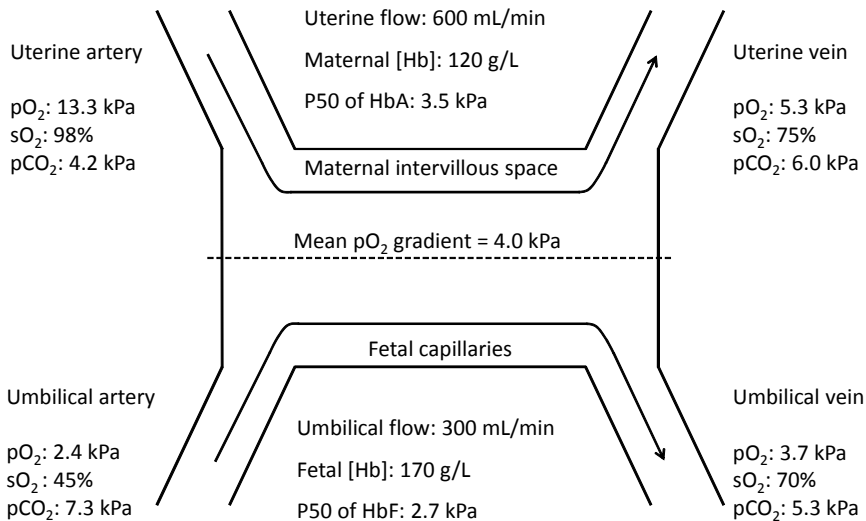 Uterine flow: 600 mL/min
Maternal [Hb]: 120 g/L
P50 of HbA: 3.5 kPa
Uterine artery
pO₂: 13.3 kPa
sO₂: 98%
pCO₂: 4.2 kPa
Uterine vein
pO₂: 5.3 kPa
sO₂: 75%
pCO₂: 6.0 kPa
Maternal intervillous space
Mean pO₂ gradient = 4.0 kPa
Fetal capillaries
Umbilical artery
pO₂: 2.4 kPa
sO₂: 45%
pCO₂: 7.3 kPa
Umbilical flow: 300 mL/min
Fetal [Hb]: 170 g/L
P50 of HbF: 2.7 kPa
Umbilical vein
pO₂: 3.7 kPa
sO₂: 70%
pCO₂: 5.3 kPa